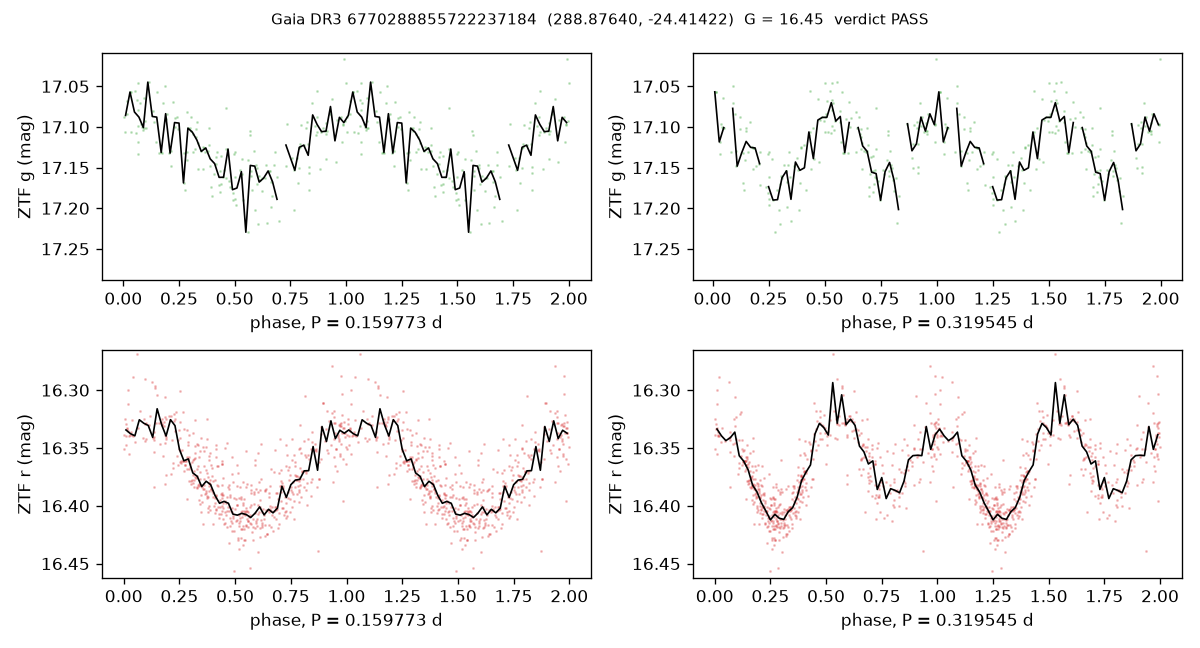 Gaia DR3 6770288855722237184 (288.87640, -24.41422) G = 16.45 verdict PASS
ZTF g (mag)
17.05
17.10
17.15
17.20
17.25
0.00 0.25 0.50 0.75 1.00 1.25 1.50 1.75 2.00
phase, P = 0.159773 d
ZTF g (mag)
17.05
17.10
17.15
17.20
17.25
0.00 0.25 0.50 0.75 1.00 1.25 1.50 1.75 2.00
phase, P = 0.319545 d
ZTF r (mag)
16.30
16.35
16.40
16.45
0.00 0.25 0.50 0.75 1.00 1.25 1.50 1.75 2.00
phase, P = 0.159773 d
ZTF r (mag)
16.30
16.35
16.40
16.45
0.00 0.25 0.50 0.75 1.00 1.25 1.50 1.75 2.00
phase, P = 0.319545 d